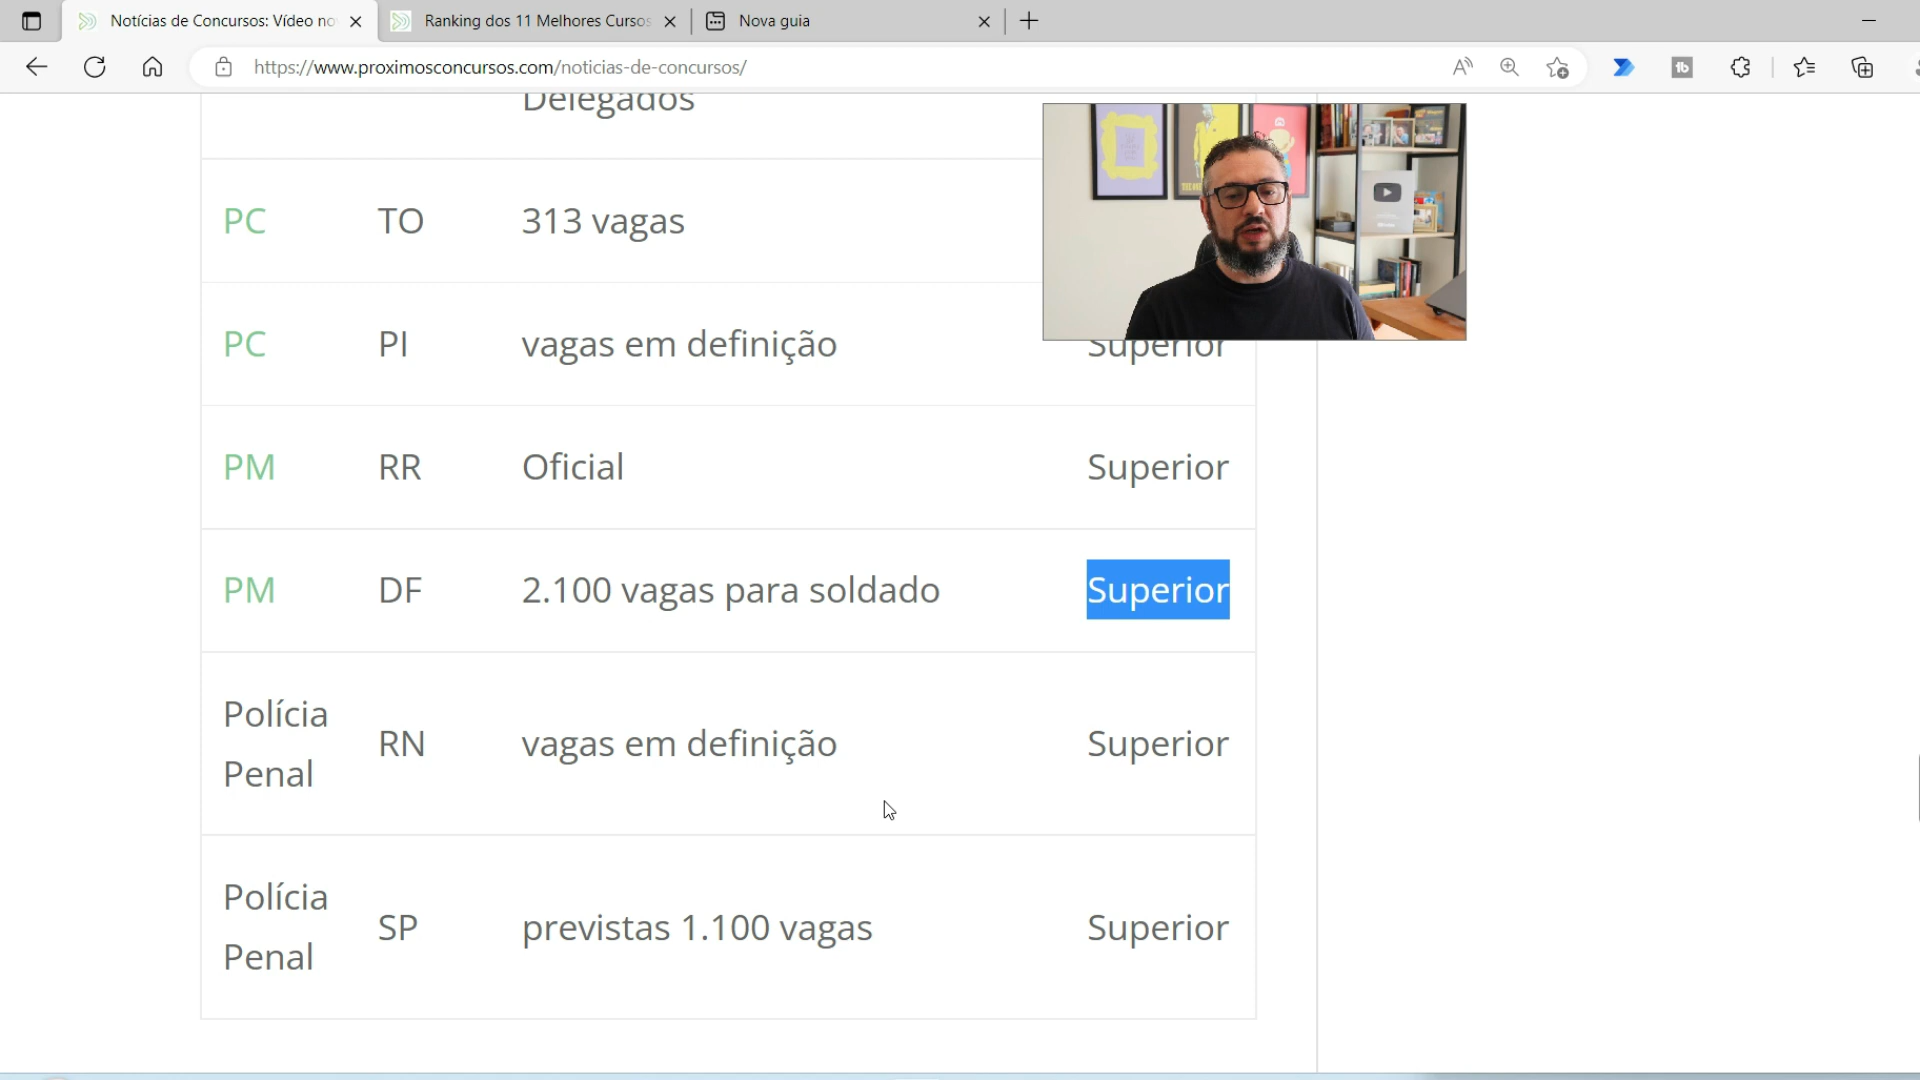 Notícias de Concursos: Vídeo no
Ranking dos 11 Melhores Cursos
Nova guia
https://www.proximosconcursos.com/noticias-de-concursos/
Delegados
PC TO 313 vagas
PC PI vagas em definição Superior
PM RR Oficial Superior
PM DF 2.100 vagas para soldado Superior
Polícia
Penal
RN vagas em definição Superior
Polícia
Penal
SP previstas 1.100 vagas Superior